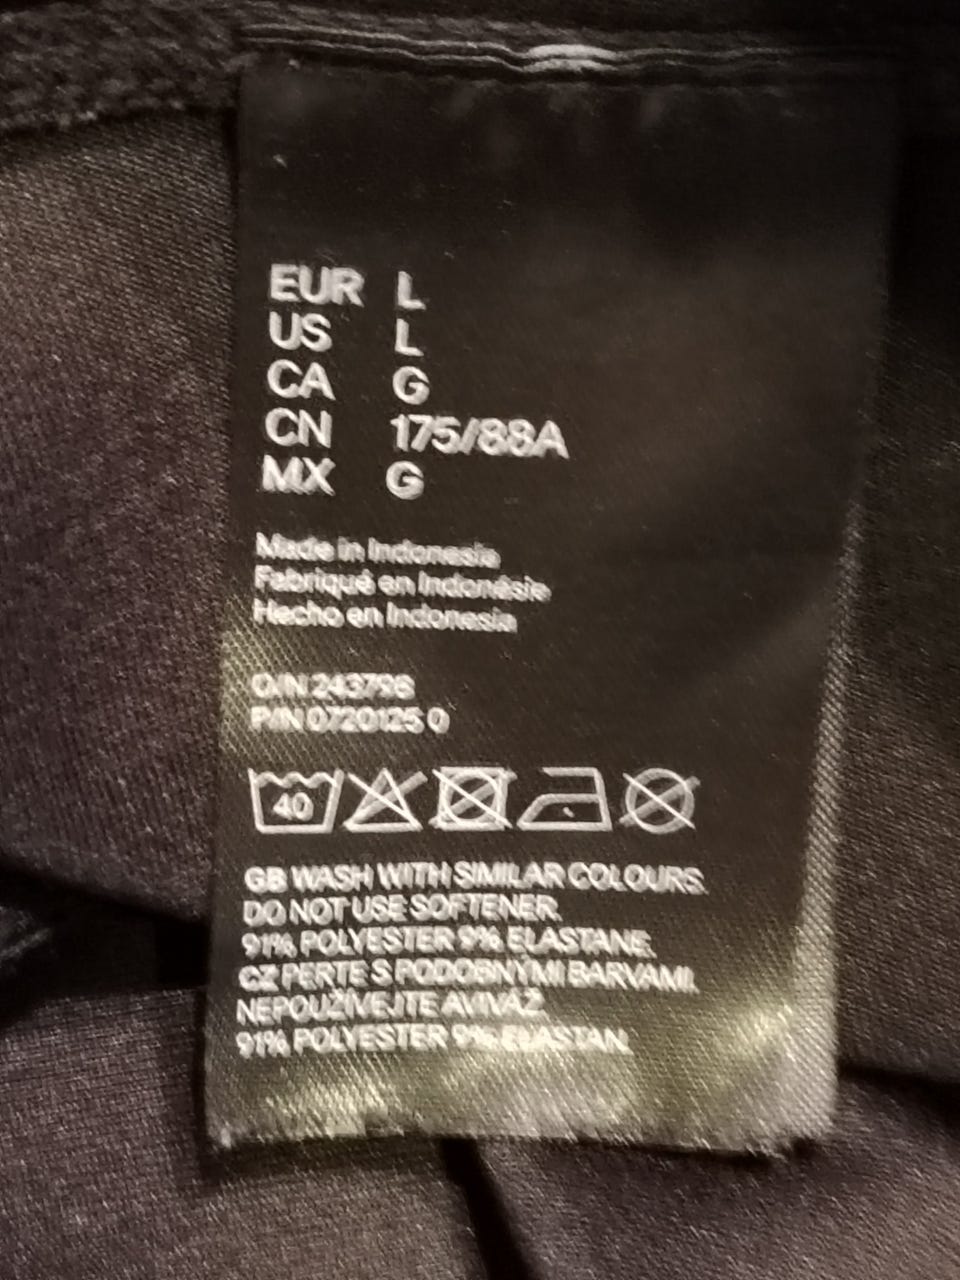 EUR L
US L
CA G
CN 175/88A
MX G
Made in Indonesia
Fabriqué en Indonésie
Hecho en Indonesia
O/N 243798
P/N 0720125 0
40
GB WASH WITH SIMILAR COLOURS.
DO NOT USE SOFTENER.
91% POLYESTER 9% ELASTANE.
CZ PERTE S PODOBNÝMI BARVAMI.
NEPOUŽÍVEJTE AVIVÁŽ.
91% POLYESTER 9% ELASTAN.